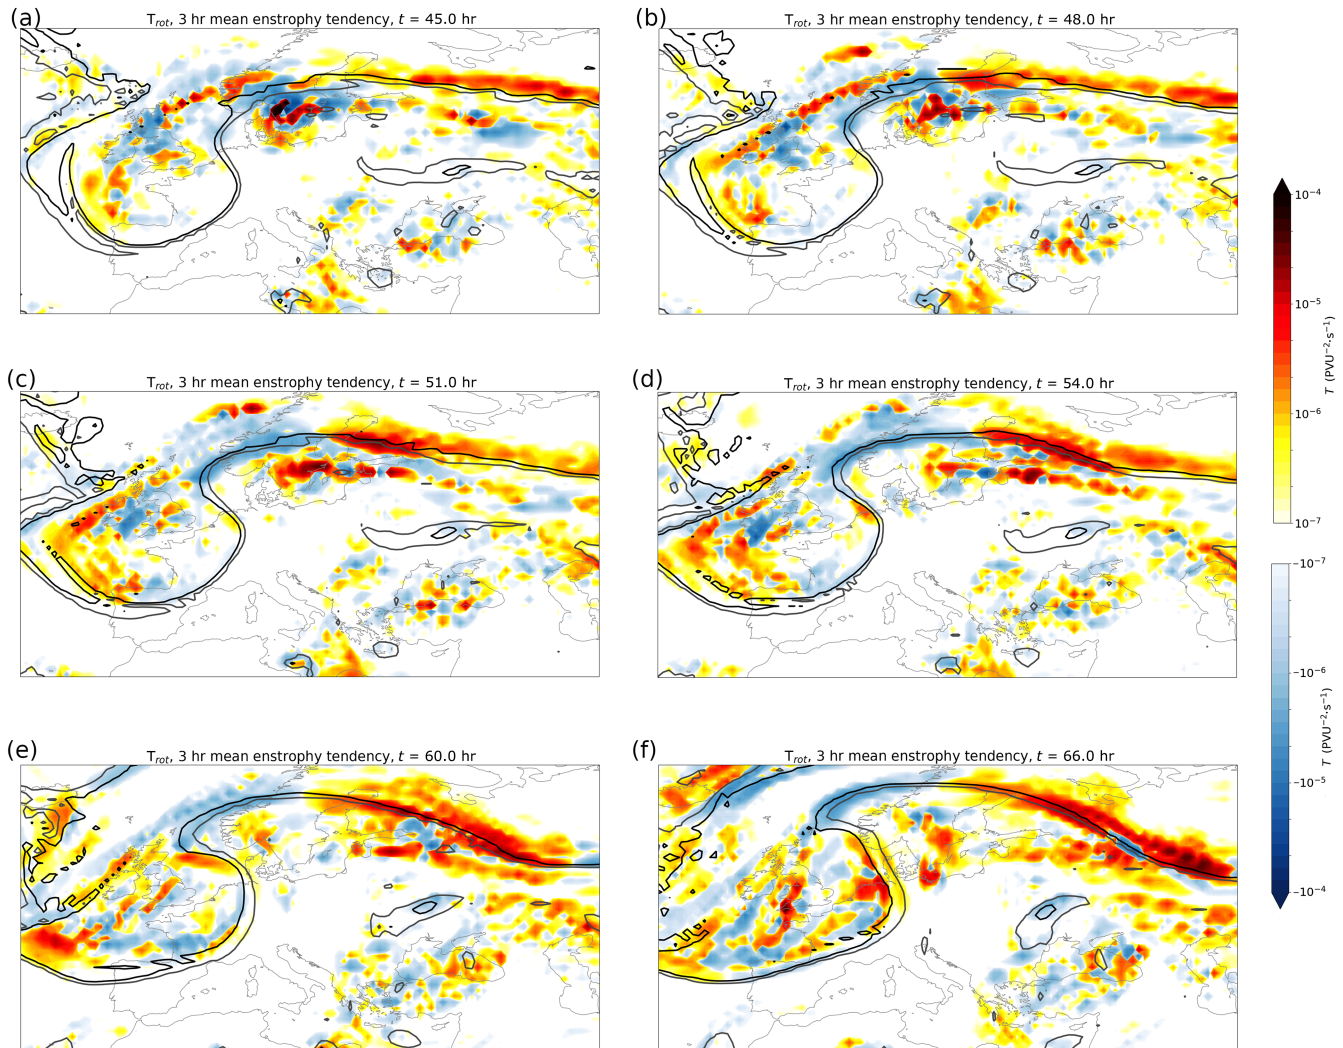 (a)
T_rot, 3 hr mean enstrophy tendency, t = 45.0 hr
(b)
T_rot, 3 hr mean enstrophy tendency, t = 48.0 hr
(c)
T_rot, 3 hr mean enstrophy tendency, t = 51.0 hr
(d)
T_rot, 3 hr mean enstrophy tendency, t = 54.0 hr
(e)
T_rot, 3 hr mean enstrophy tendency, t = 60.0 hr
(f)
T_rot, 3 hr mean enstrophy tendency, t = 66.0 hr
10⁻⁴
10⁻⁵
10⁻⁶
10⁻⁷
T (PVU⁻²·s⁻¹)
−10⁻⁷
−10⁻⁶
−10⁻⁵
−10⁻⁴
T (PVU⁻²·s⁻¹)